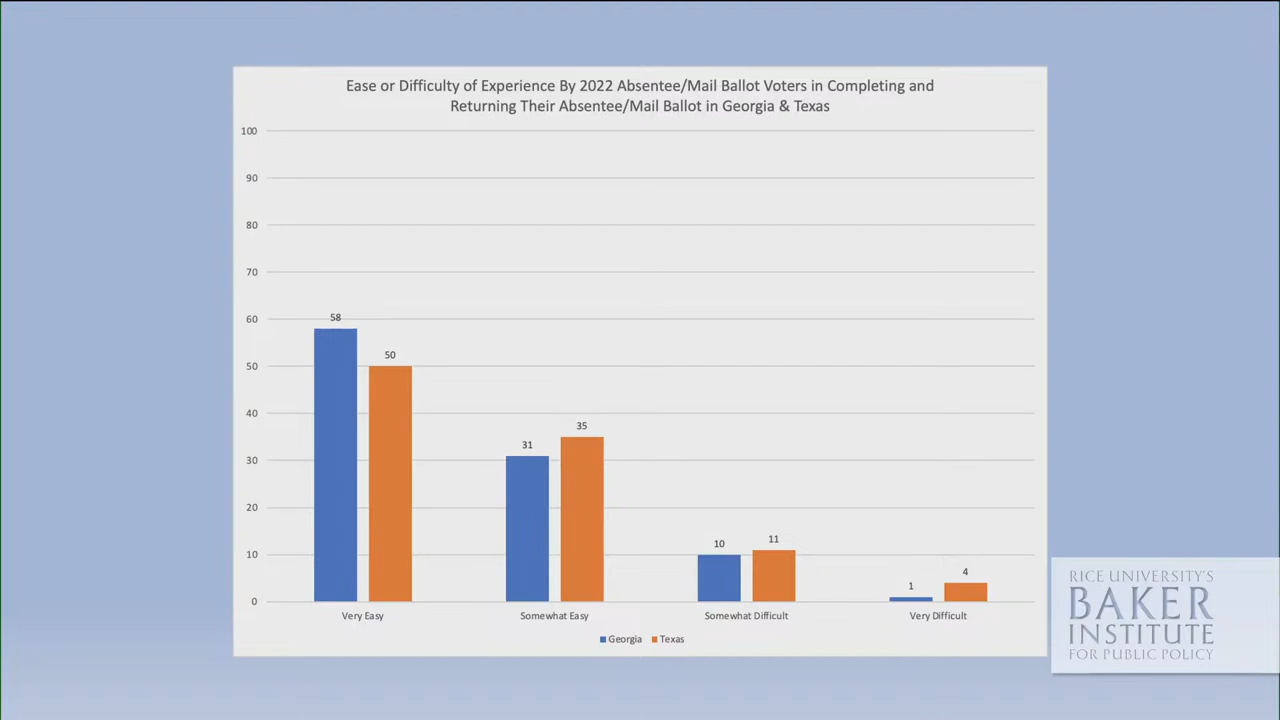 Ease or Difficulty of Experience By 2022 Absentee/Mail Ballot Voters in Completing and
Returning Their Absentee/Mail Ballot in Georgia & Texas
100
90
80
70
60
50
40
30
20
10
0
58
50
31
35
10
11
1
4
Very Easy
Somewhat Easy
Somewhat Difficult
Very Difficult
Georgia
Texas
RICE UNIVERSITY'S
BAKER
INSTITUTE
FOR PUBLIC POLICY